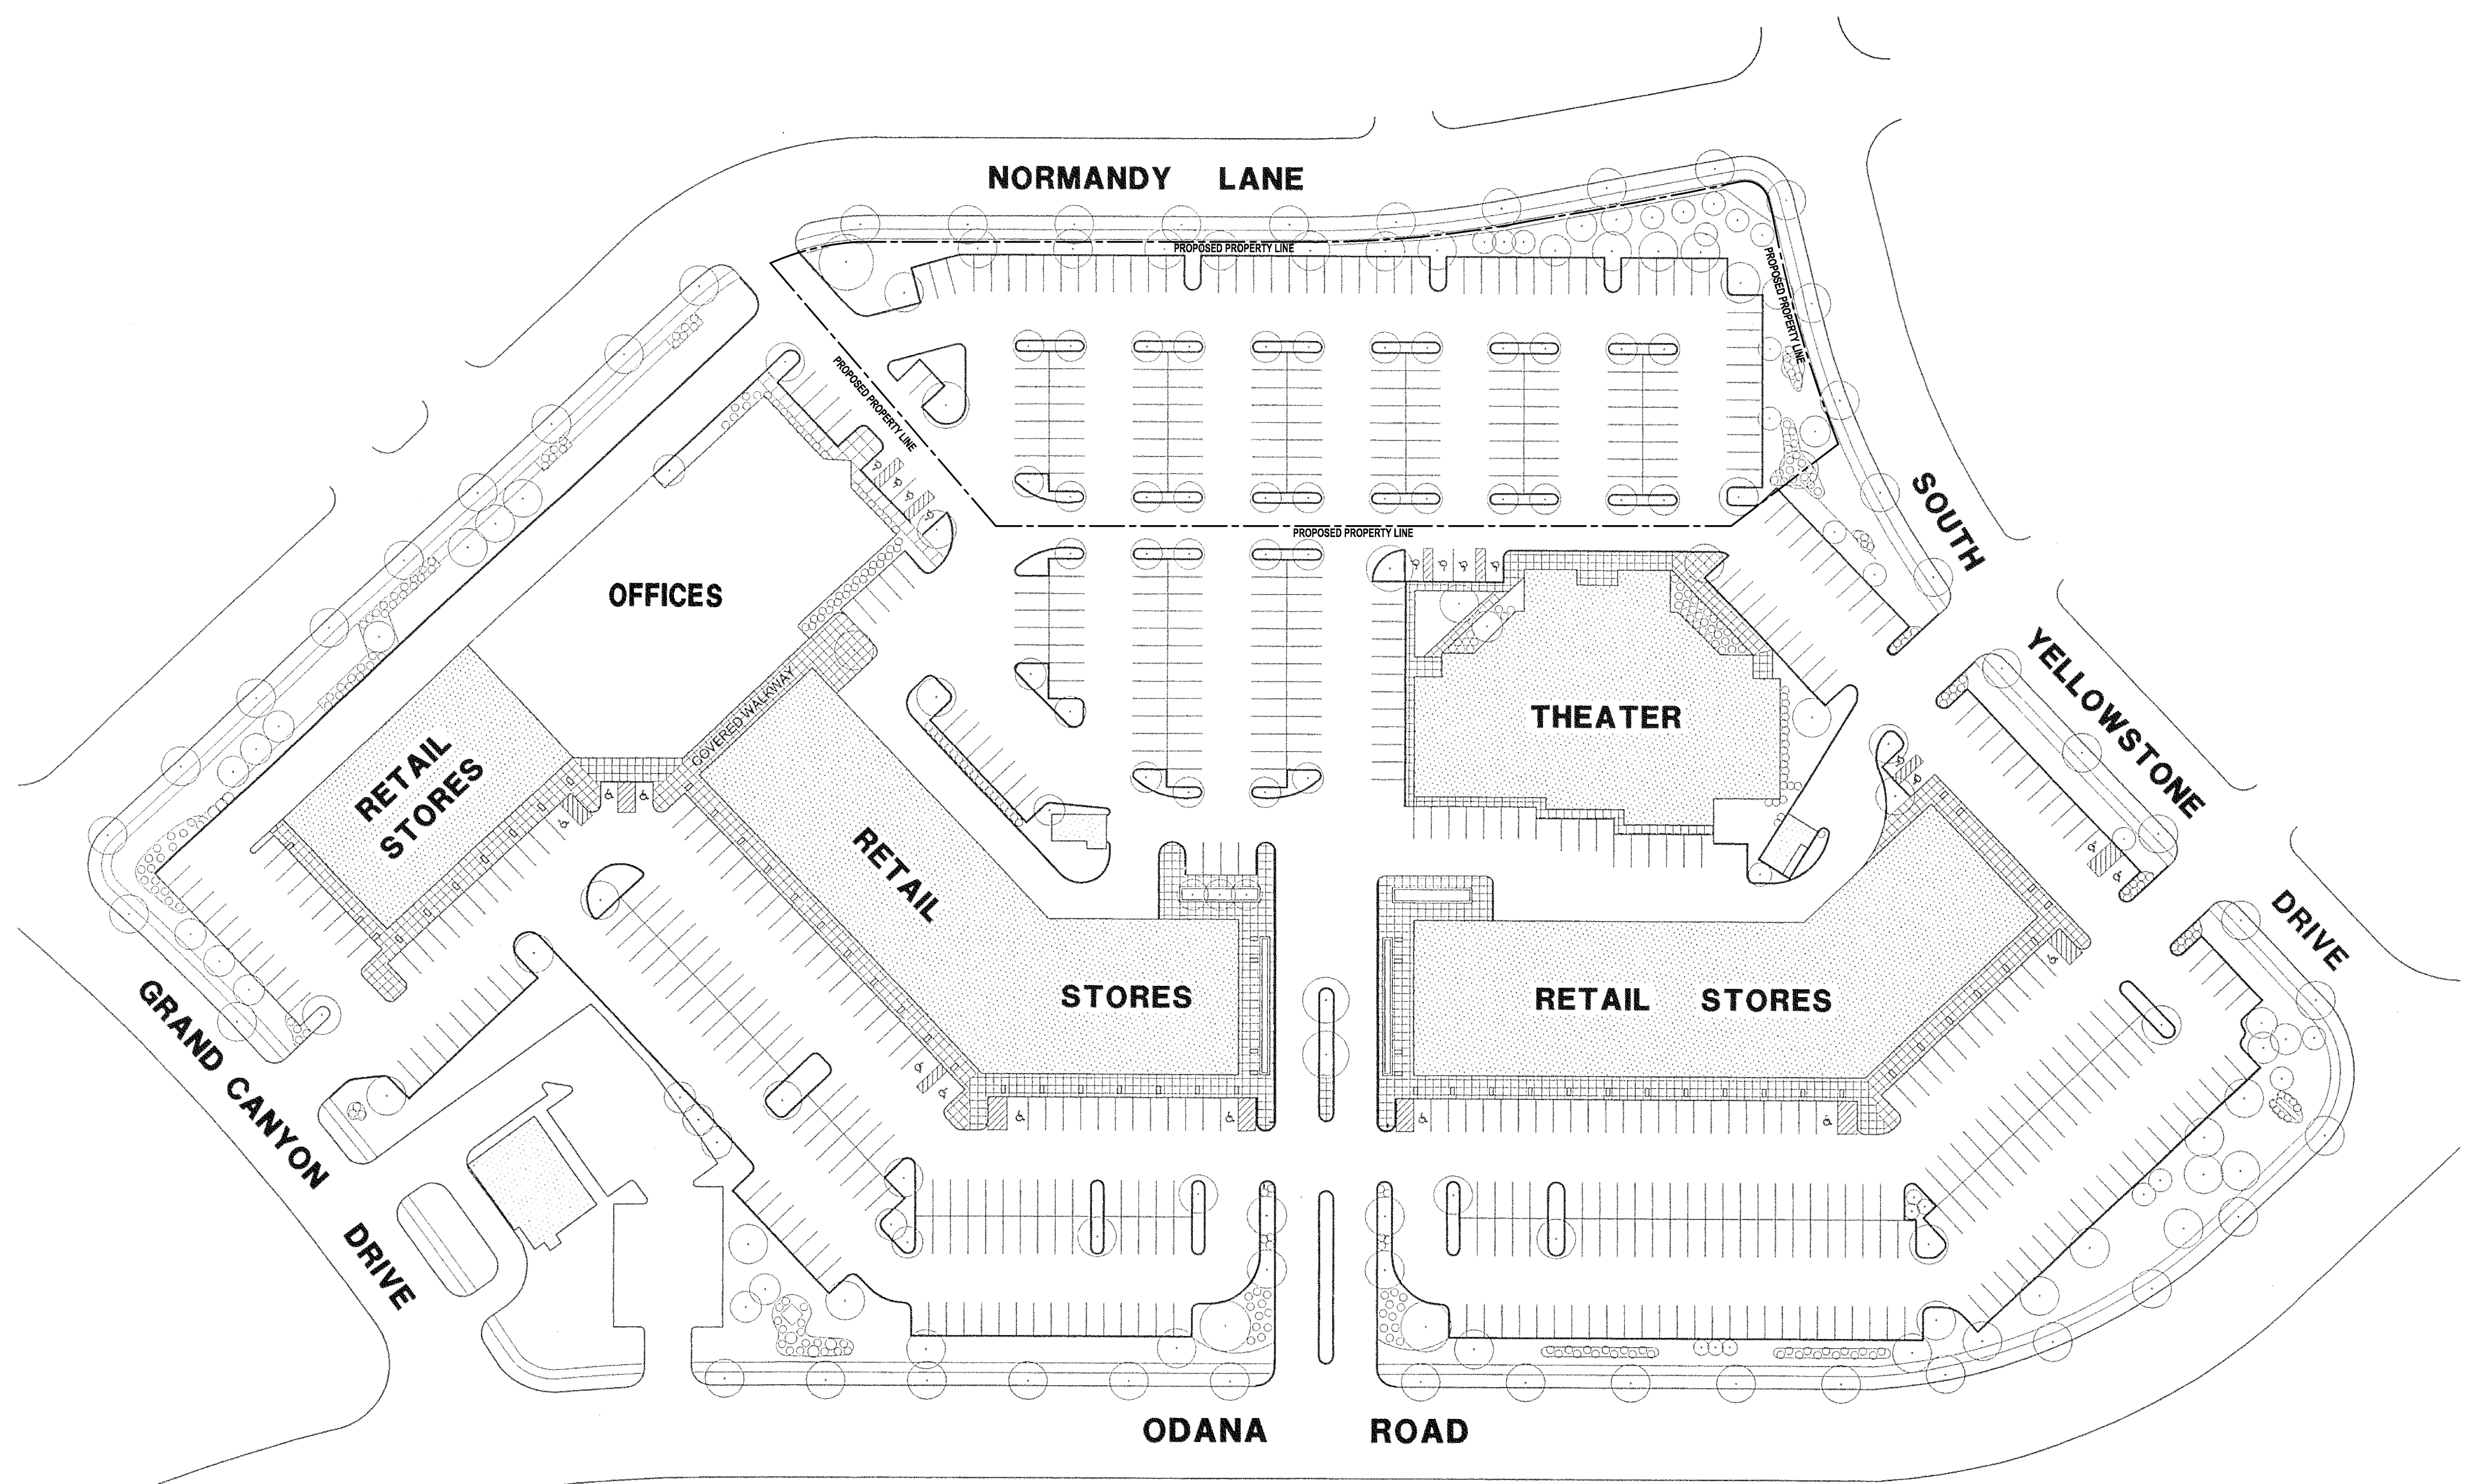 NORMANDY LANE
PROPOSED PROPERTY LINE
PROPOSED PROPERTY LINE
PROPOSED PROPERTY LINE
PROPOSED PROPERTY LINE
SOUTH
YELLOWSTONE
DRIVE
OFFICES
COVERED WALKWAY
THEATER
RETAIL
STORES
RETAIL
STORES
RETAIL STORES
GRAND CANYON
DRIVE
ODANA ROAD